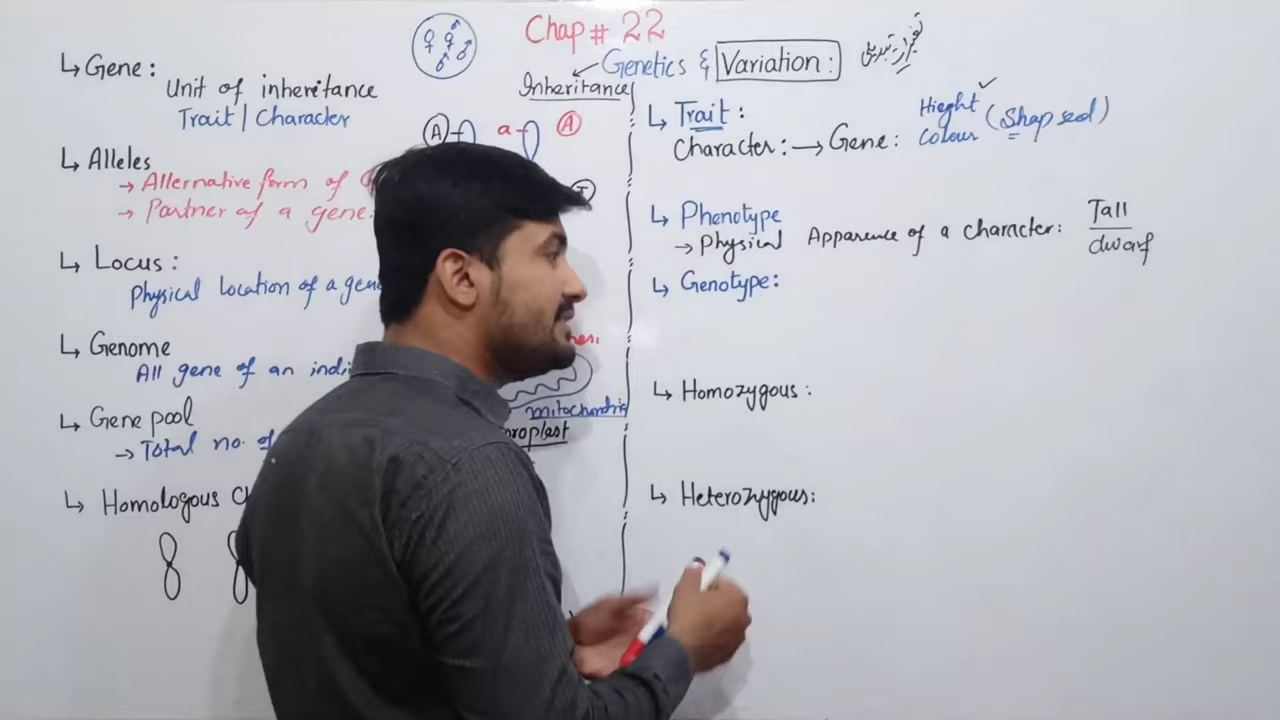 Chap # 22
Genetics & Variation:
Inheritance
↳ Gene:
Unit of inheritance
Trait | Character
↳ Alleles
→ Allernative form of
→ Partner of a gene.
↳ Locus:
Physical location of a gene
↳ Genome
All gene of an indi
↳ Gene pool
→ Total no. of
↳ Homologous C
A a A
mitochondria
roplast
↳ Trait:
Character: → Gene:
Hieght ✓
colour (Shap seed)
↳ Phenotype
→ Physical Apparence of a character: Tall
dwarf
↳ Genotype:
↳ Homozygous:
↳ Heterozygous: